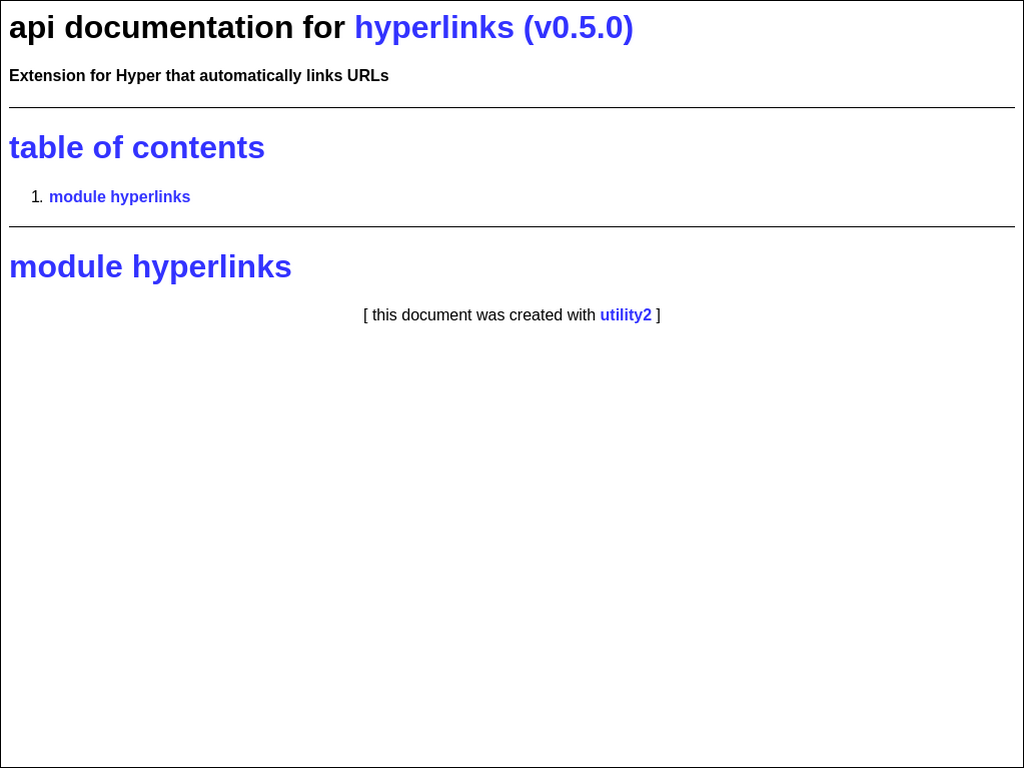 api documentation for hyperlinks (v0.5.0)
Extension for Hyper that automatically links URLs
table of contents
1. module hyperlinks
module hyperlinks
[ this document was created with utility2 ]